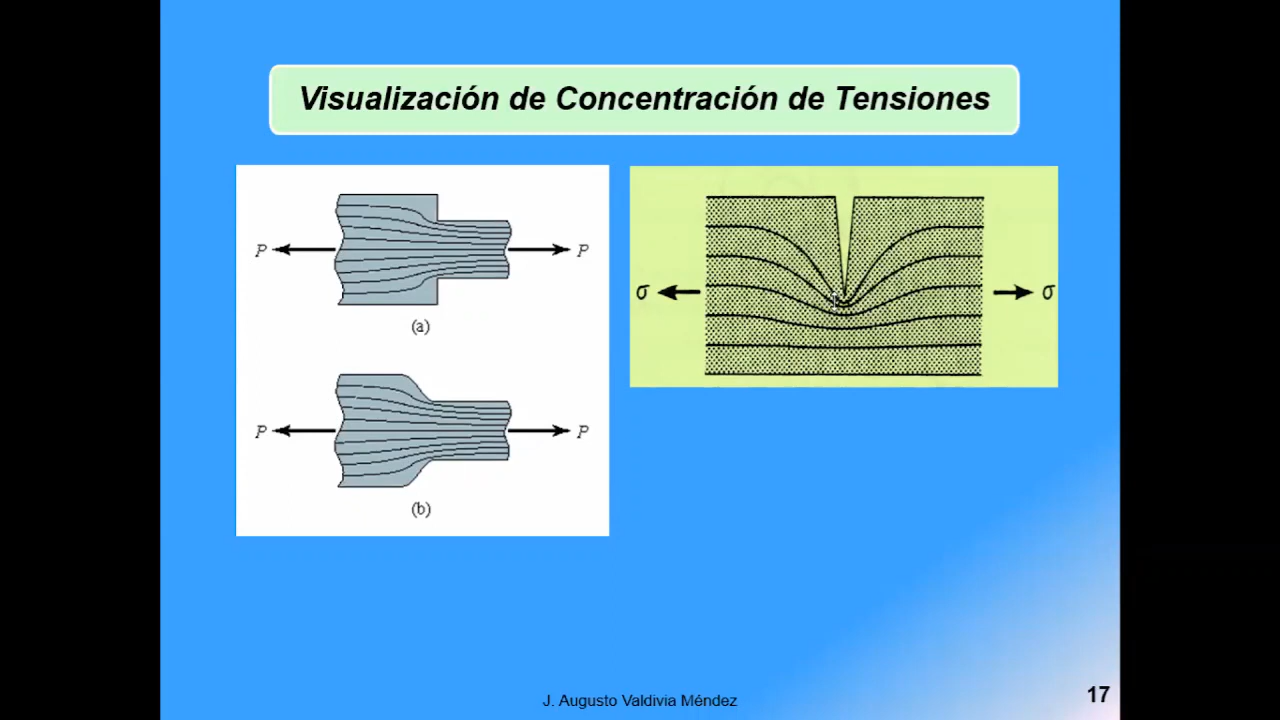 Visualización de Concentración de Tensiones
P P
(a)
P P
(b)
σ σ
J. Augusto Valdivia Méndez
17